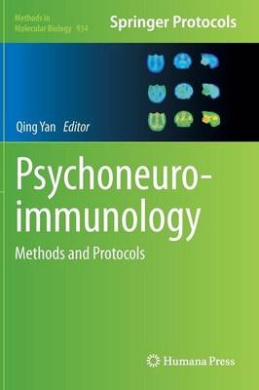 Methods in
Molecular Biology 934
Springer Protocols
Qing Yan Editor
Psychoneuro-
immunology
Methods and Protocols
Humana Press